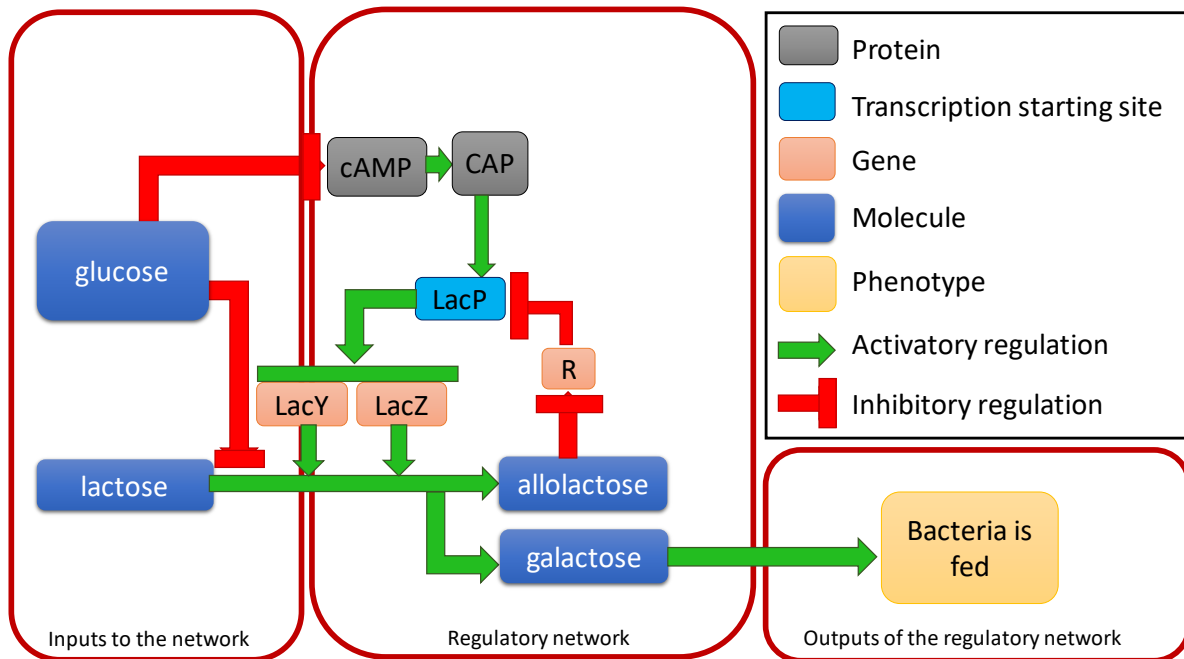 glucose
lactose
Inputs to the network
cAMP
CAP
LacP
R
LacY
LacZ
allolactose
galactose
Regulatory network
Protein
Transcription starting site
Gene
Molecule
Phenotype
Activatory regulation
Inhibitory regulation
Bacteria is
fed
Outputs of the regulatory network